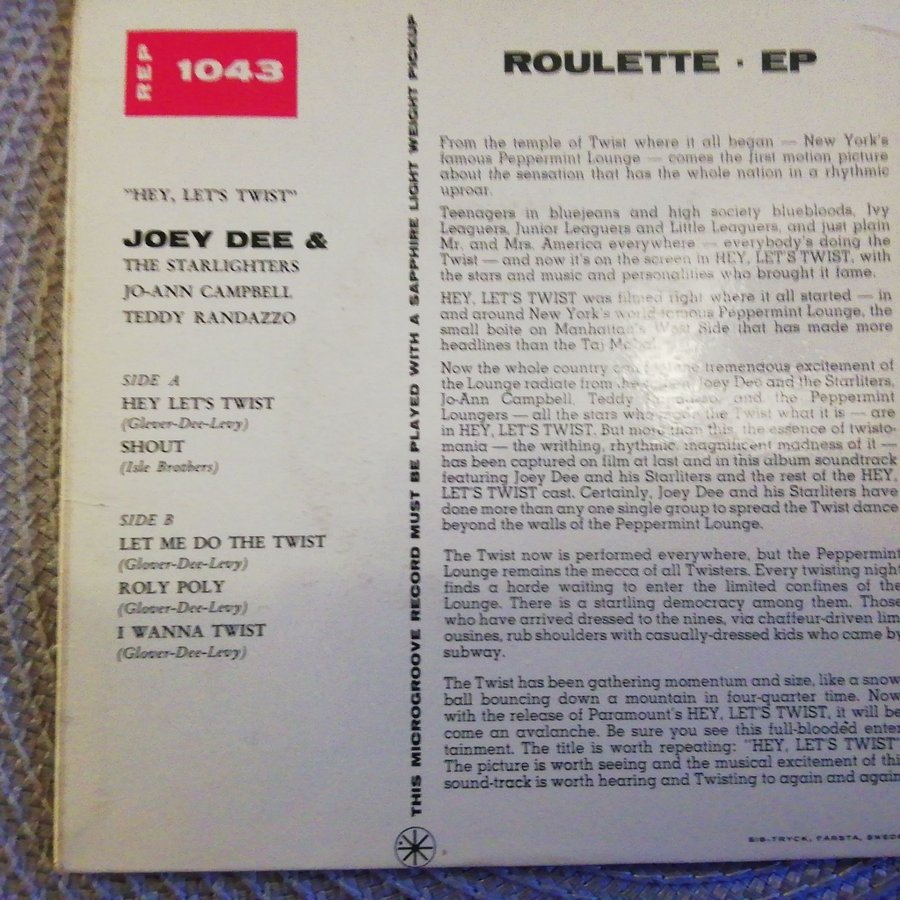 REP 1043
"HEY, LET'S TWIST"
JOEY DEE &
THE STARLIGHTERS
JO-ANN CAMPBELL
TEDDY RANDAZZO
SIDE A
HEY LET'S TWIST
(Glover-Dee-Levy)
SHOUT
(Isle Brothers)
SIDE B
LET ME DO THE TWIST
(Glover-Dee-Levy)
ROLY POLY
(Glover-Dee-Levy)
I WANNA TWIST
(Glover-Dee-Levy)
THIS MICROGROOVE RECORD MUST BE PLAYED WITH A SAPPHIRE LIGHT WEIGHT PICKUP
ROULETTE · EP
From the temple of Twist where it all began — New York's
famous Peppermint Lounge — comes the first motion picture
about the sensation that has the whole nation in a rhythmic
uproar.
Teenagers in bluejeans and high society bluebloods, Ivy
Leaguers, Junior Leaguers and Little Leaguers, and just plain
Mr. and Mrs. America everywhere — everybody's doing the
Twist — and now it's on the screen in HEY, LET'S TWIST, with
the stars and music and personalities who brought it fame.
HEY, LET'S TWIST was filmed right where it all started — in
and around New York's world-famous Peppermint Lounge, the
small boite on Manhattan's West Side that has made more
headlines than the Taj
Now the whole country tremendous excitement of
the Lounge radiate from Joey Dee and the Starliters,
Jo-Ann Campbell, Teddy and the Peppermint
Loungers — all the stars who made the Twist what it is — are
in HEY, LET'S TWIST. But more than this, the essence of twisto-
mania — the writhing, rhythmic, magnificent madness of it —
has been captured on film at last and in this album soundtrack
featuring Joey Dee and his Starliters and the rest of the HEY,
LET'S TWIST cast. Certainly, Joey Dee and his Starliters have
done more than any one single group to spread the Twist dance
beyond the walls of the Peppermint Lounge.
The Twist now is performed everywhere, but the Peppermint
Lounge remains the mecca of all Twisters. Every twisting night
finds a horde waiting to enter the limited confines of the
Lounge. There is a startling democracy among them. Those
who have arrived dressed to the nines, via chaffeur-driven lim
ousines, rub shoulders with casually-dressed kids who came by
subway.
The Twist has been gathering momentum and size, like a snow
ball bouncing down a mountain in four-quarter time. Now
with the release of Paramount's HEY, LET'S TWIST, it will be
come an avalanche. Be sure you see this full-blooded enter
tainment. The title is worth repeating: "HEY, LET'S TWIST"
The picture is worth seeing and the musical excitement of thi
sound-track is worth hearing and Twisting to again and again
SIB-TRYCK, FARSTA, SWEDE